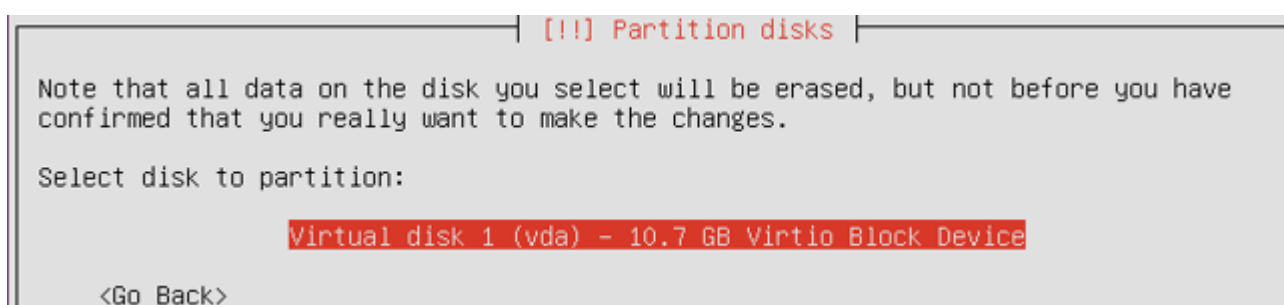 [!!] Partition disks
Note that all data on the disk you select will be erased, but not before you have
confirmed that you really want to make the changes.
Select disk to partition:
Virtual disk 1 (vda) - 10.7 GB Virtio Block Device
<Go Back>